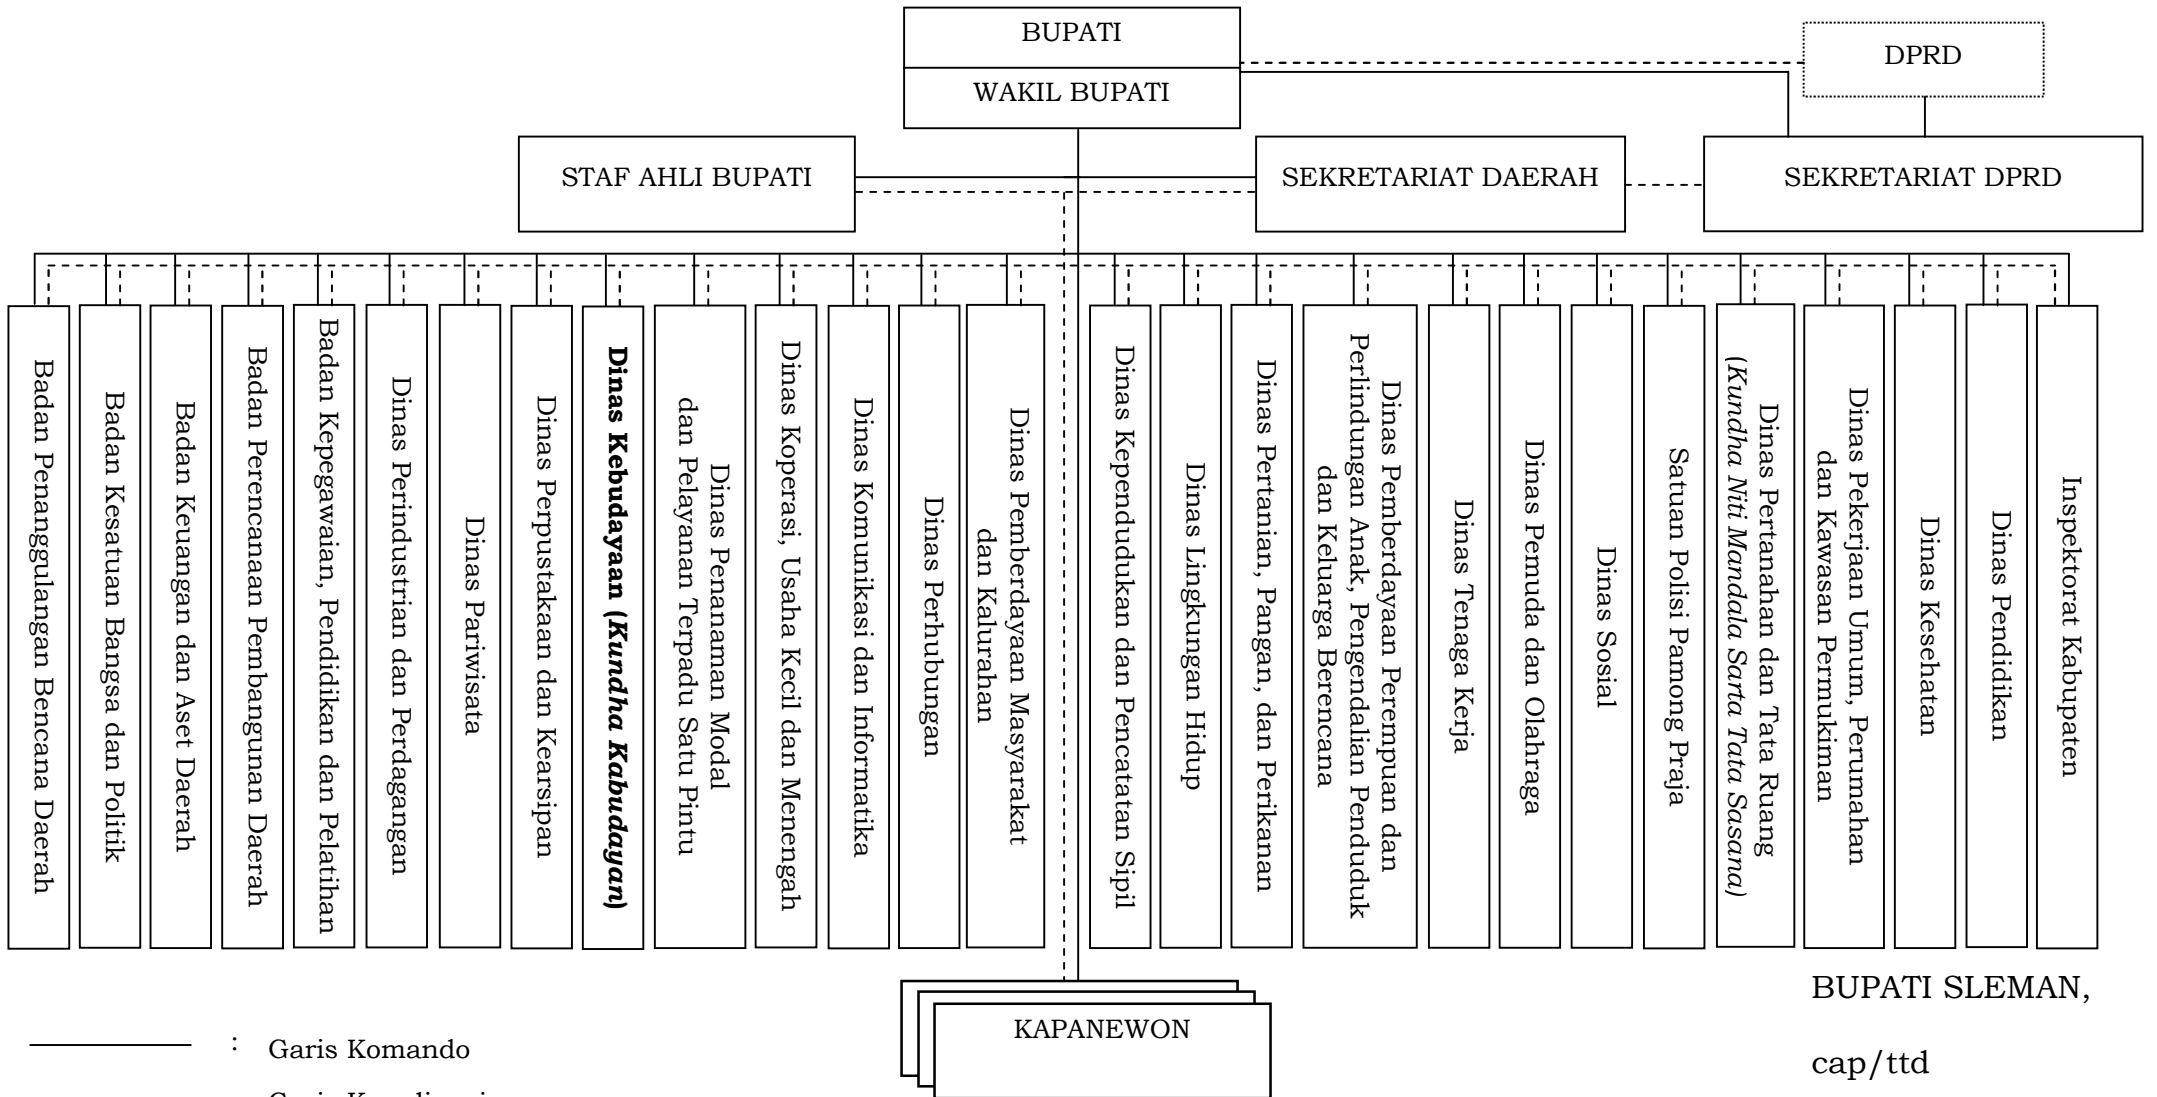 BUPATI
WAKIL BUPATI
DPRD
STAF AHLI BUPATI
SEKRETARIAT DAERAH
SEKRETARIAT DPRD
Badan Penanggulangan Bencana Daerah
Badan Kesatuan Bangsa dan Politik
Badan Keuangan dan Aset Daerah
Badan Perencanaan Pembangunan Daerah
Badan Kepegawaian, Pendidikan dan Pelatihan
Dinas Perindustrian dan Perdagangan
Dinas Pariwisata
Dinas Perpustakaan dan Kearsipan
Dinas Kebudayaan (Kundha Kabudayan)
Dinas Penanaman Modal
dan Pelayanan Terpadu Satu Pintu
Dinas Koperasi, Usaha Kecil dan Menengah
Dinas Komunikasi dan Informatika
Dinas Perhubungan
Dinas Pemberdayaan Masyarakat
dan Kalurahan
Dinas Kependudukan dan Pencatatan Sipil
Dinas Lingkungan Hidup
Dinas Pertanian, Pangan, dan Perikanan
Dinas Pemberdayaan Perempuan dan
Perlindungan Anak, Pengendalian Penduduk
dan Keluarga Berencana
Dinas Tenaga Kerja
Dinas Pemuda dan Olahraga
Dinas Sosial
Satuan Polisi Pamong Praja
Dinas Pertanahan dan Tata Ruang
(Kundha Niti Mandala Sarta Tata Sasana)
Dinas Pekerjaan Umum, Perumahan
dan Kawasan Permukiman
Dinas Kesehatan
Dinas Pendidikan
Inspektorat Kabupaten
KAPANEWON
BUPATI SLEMAN,
cap/ttd
: Garis Komando